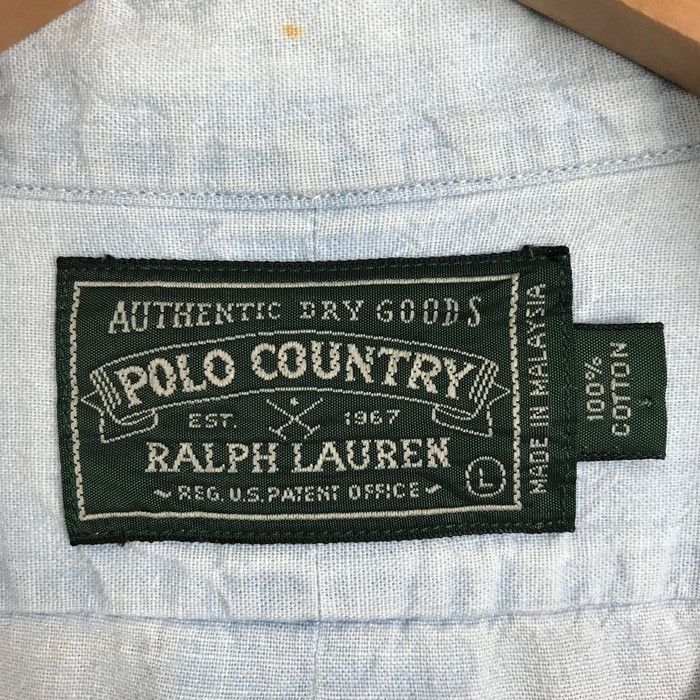 AUTHENTIC DRY GOODS
POLO COUNTRY
EST. 1967
RALPH LAUREN
REG. U.S. PATENT OFFICE
L
MADE IN MALAYSIA
100%
COTTON